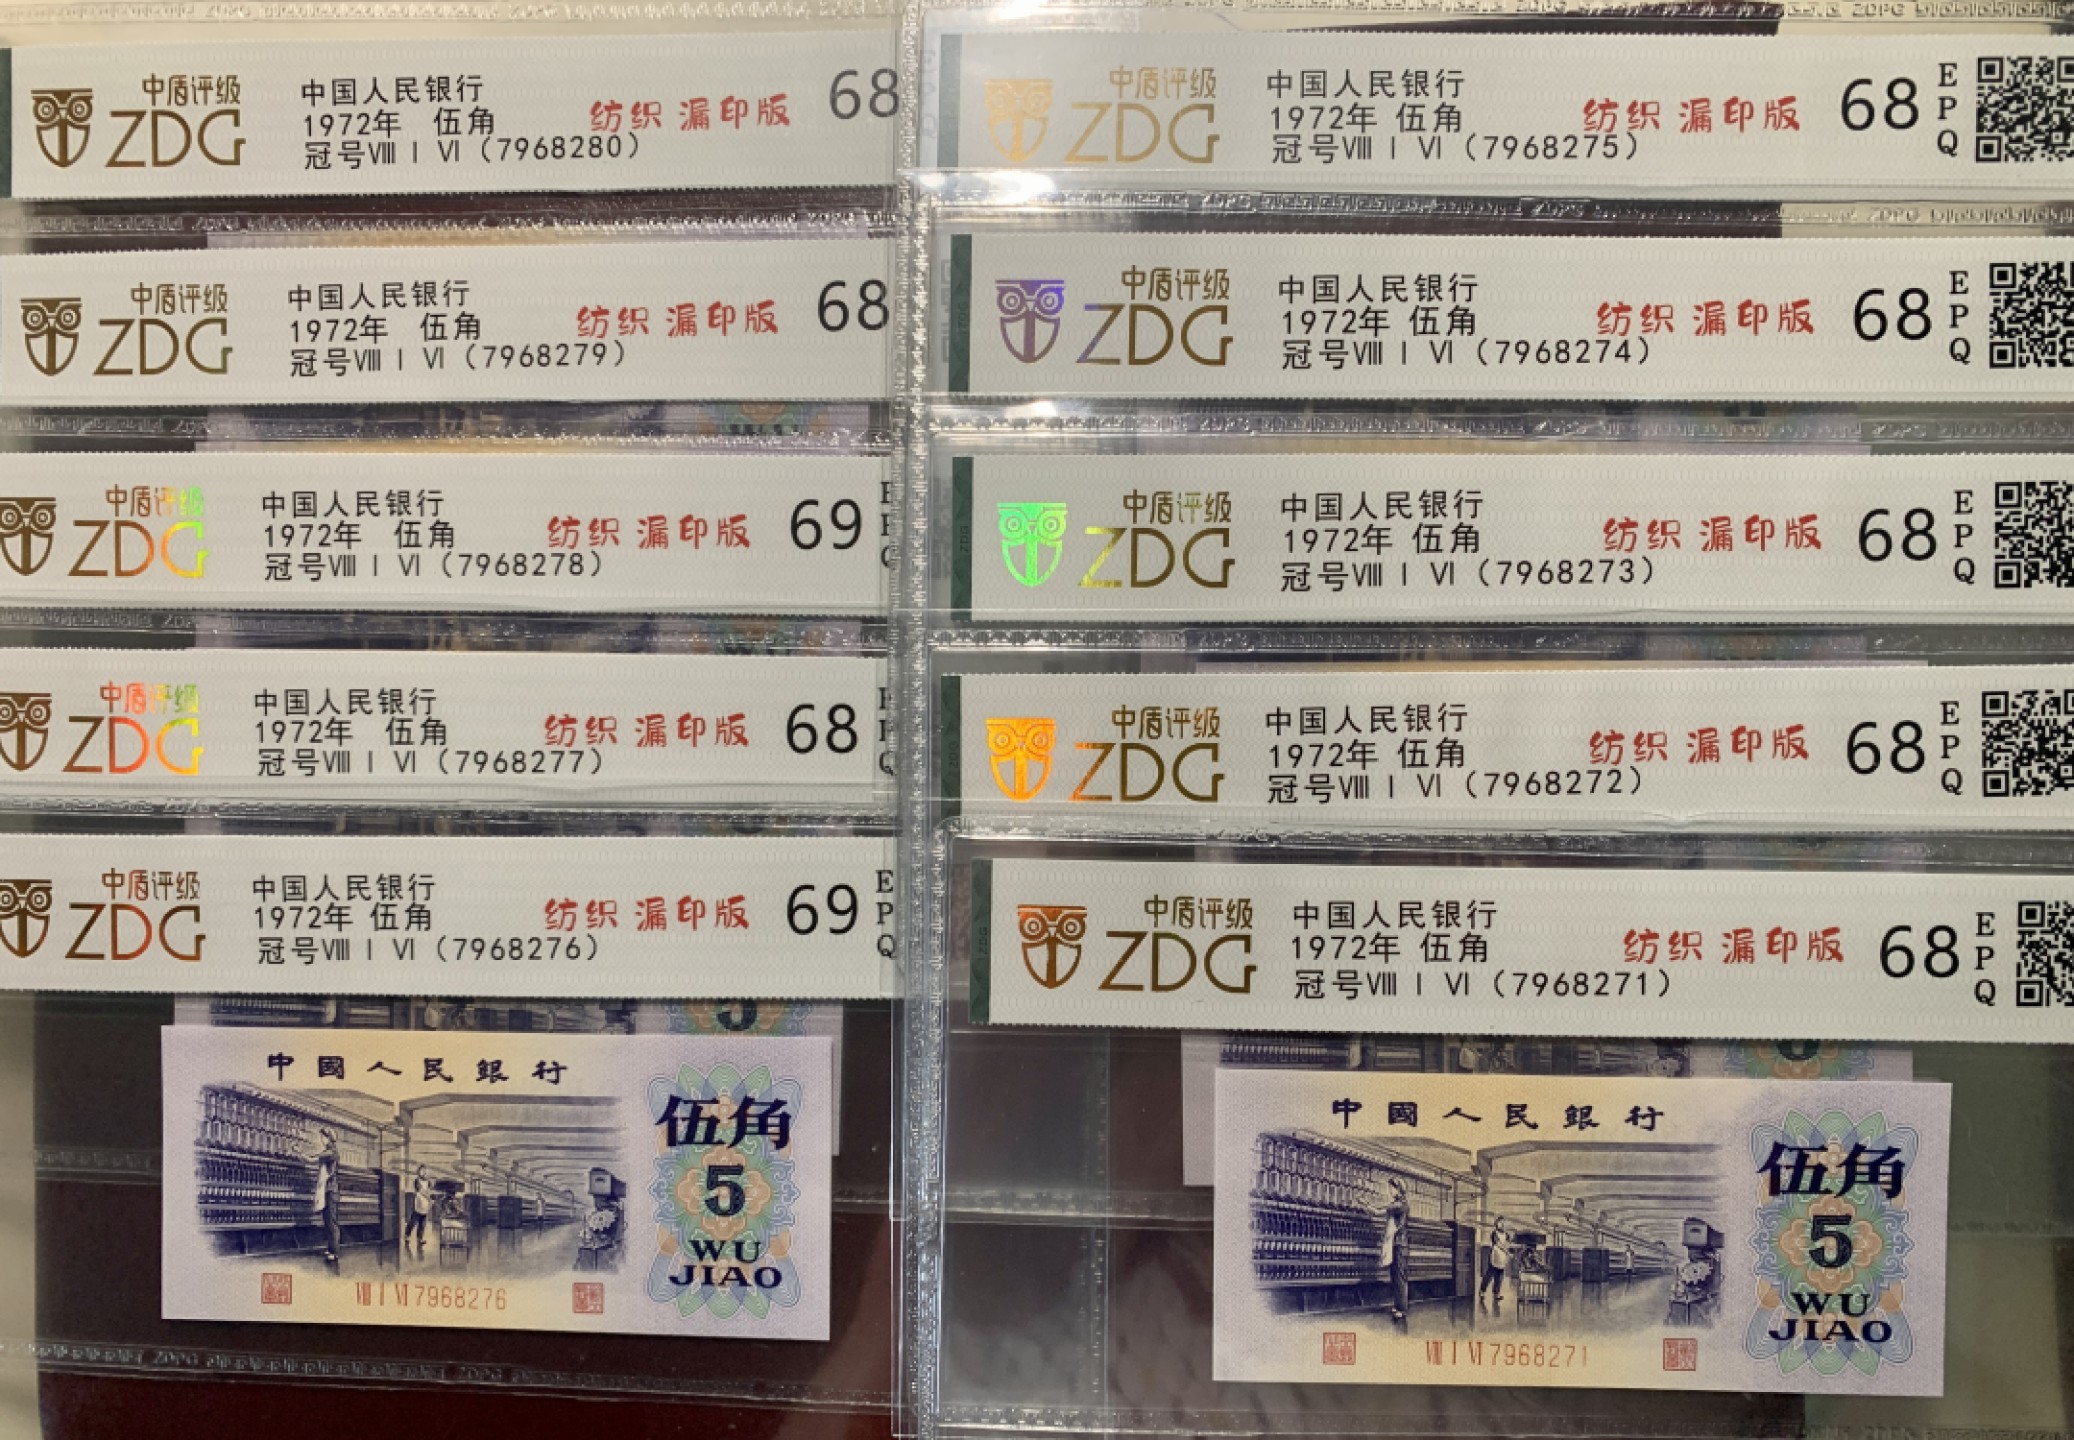 中盾评级
ZDG
中国人民银行
1972年 伍角
冠号Ⅷ Ⅰ Ⅵ（7968280）
纺织 漏印版
68
中盾评级
ZDG
中国人民银行
1972年 伍角
冠号Ⅷ Ⅰ Ⅵ（7968279）
纺织 漏印版
68
中盾评级
ZDG
中国人民银行
1972年 伍角
冠号Ⅷ Ⅰ Ⅵ（7968278）
纺织 漏印版
69
中盾评级
ZDG
中国人民银行
1972年 伍角
冠号Ⅷ Ⅰ Ⅵ（7968277）
纺织 漏印版
68
中盾评级
ZDG
中国人民银行
1972年 伍角
冠号Ⅷ Ⅰ Ⅵ（7968276）
纺织 漏印版
69
EPQ
中國人民銀行
伍角
5
WU
JIAO
Ⅷ Ⅰ Ⅵ 7968276
中盾评级
ZDG
中国人民银行
1972年 伍角
冠号Ⅷ Ⅰ Ⅵ（7968275）
纺织 漏印版
68
EPQ
中盾评级
ZDG
中国人民银行
1972年 伍角
冠号Ⅷ Ⅰ Ⅵ（7968274）
纺织 漏印版
68
EPQ
中盾评级
ZDG
中国人民银行
1972年 伍角
冠号Ⅷ Ⅰ Ⅵ（7968273）
纺织 漏印版
68
EPQ
中盾评级
ZDG
中国人民银行
1972年 伍角
冠号Ⅷ Ⅰ Ⅵ（7968272）
纺织 漏印版
68
EPQ
中盾评级
ZDG
中国人民银行
1972年 伍角
冠号Ⅷ Ⅰ Ⅵ（7968271）
纺织 漏印版
68
EPQ
中國人民銀行
伍角
5
WU
JIAO
Ⅷ Ⅰ Ⅵ 7968271